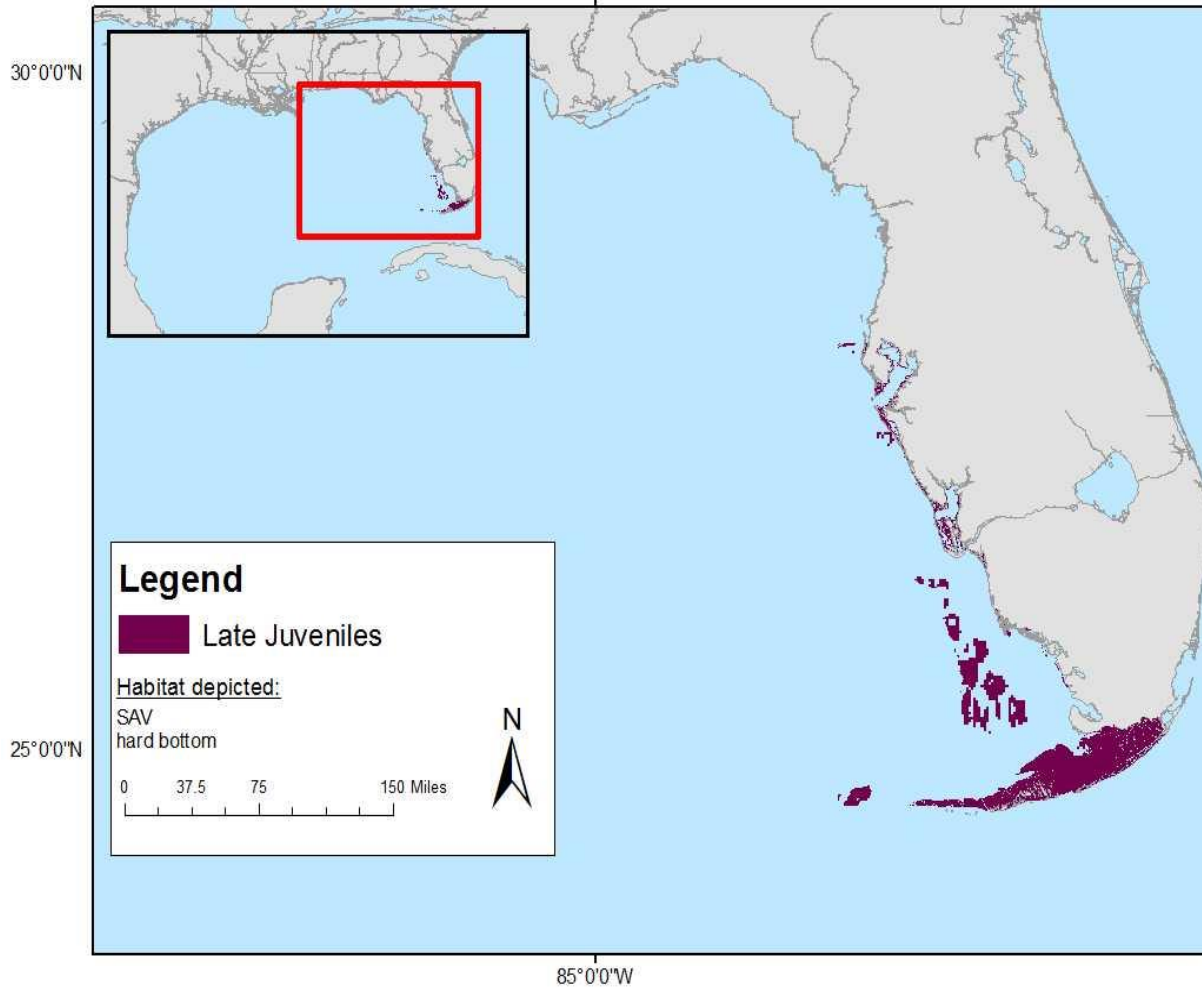 30°0'0"N
Legend
Late Juveniles
Habitat depicted:
SAV
hard bottom
N
0 37.5 75 150 Miles
25°0'0"N
85°0'0"W